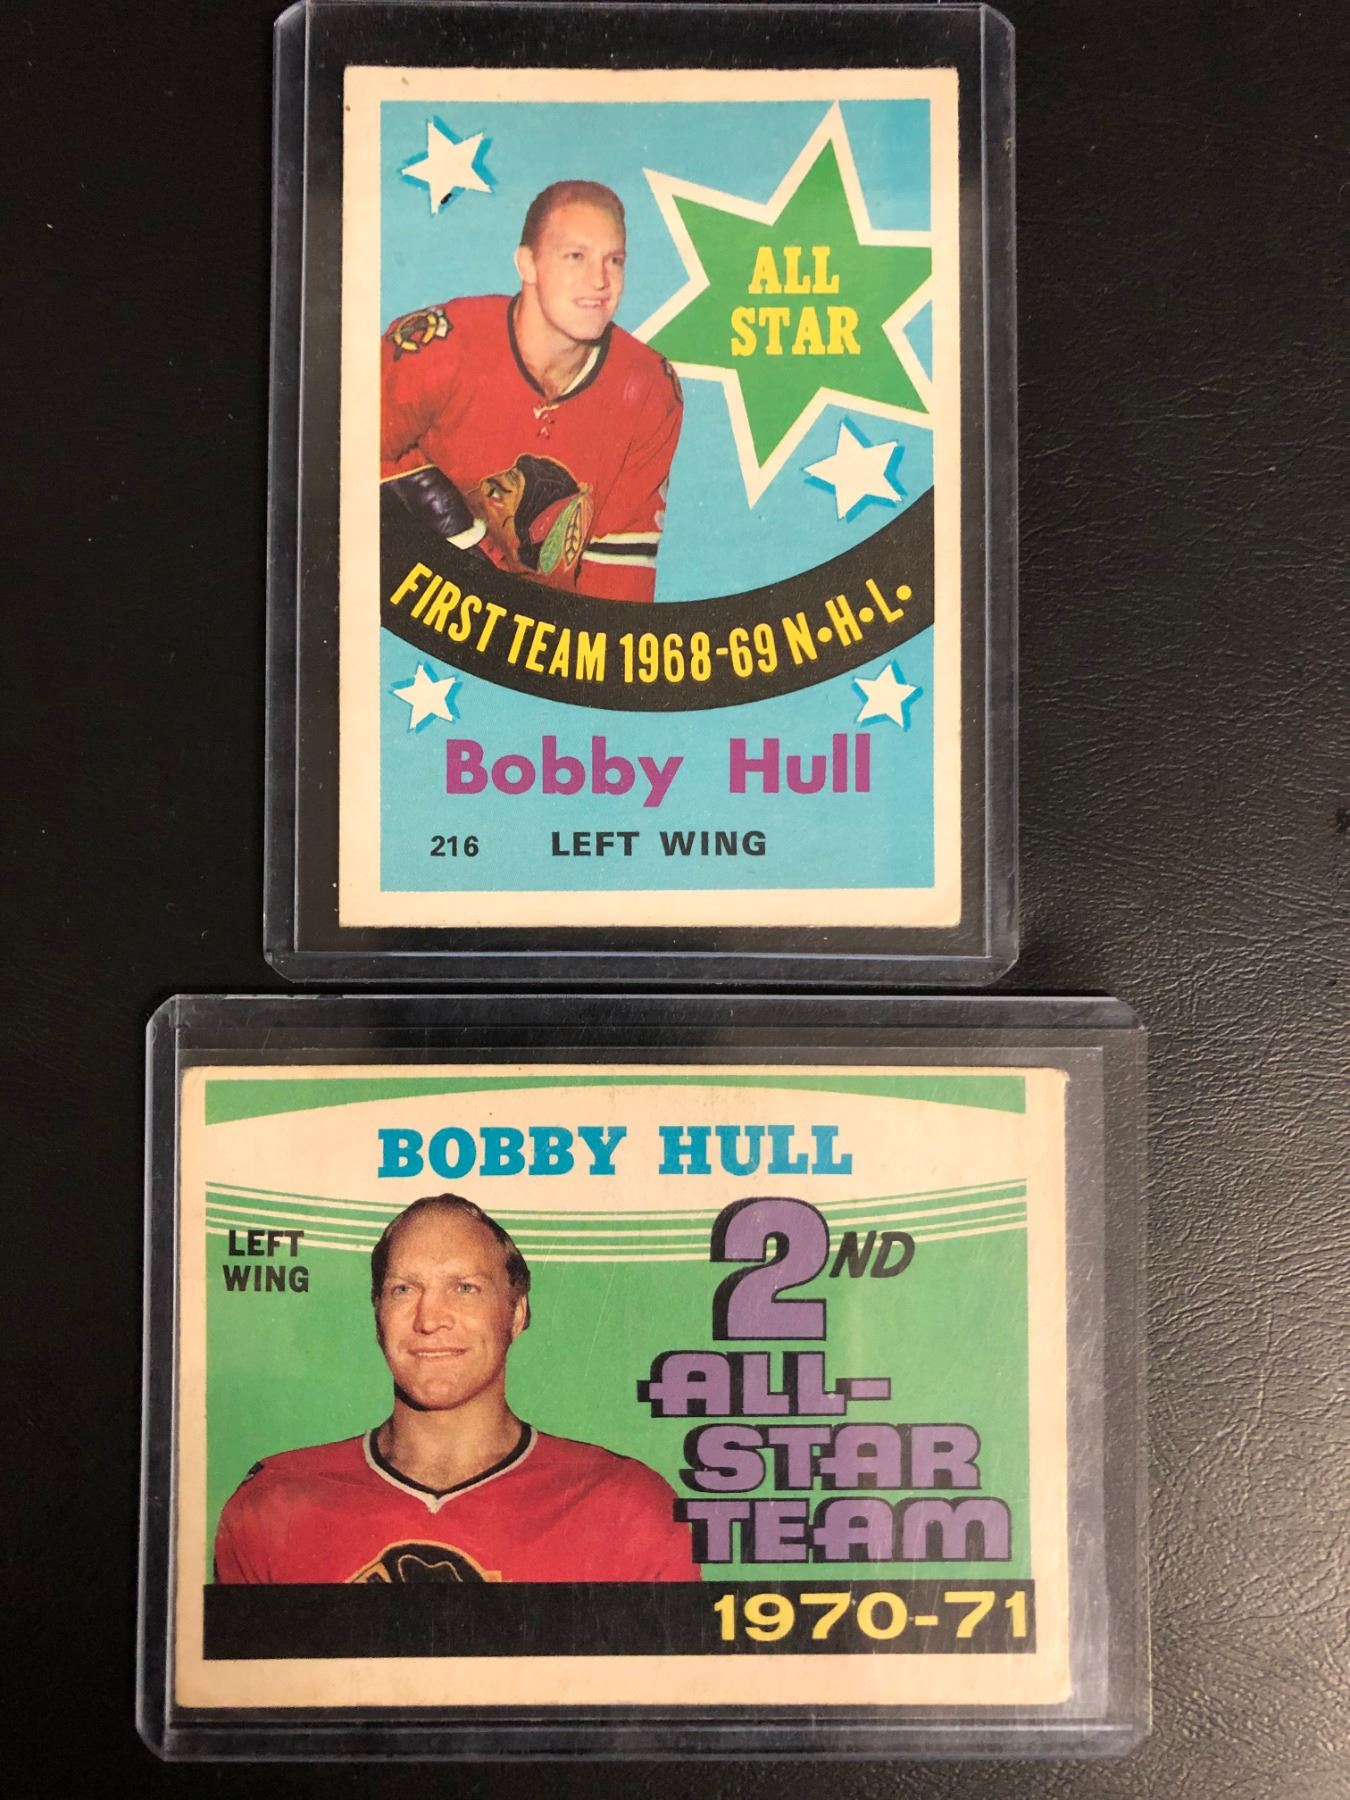 ALL
STAR
FIRST TEAM 1968-69 N.H.L.
Bobby Hull
216 LEFT WING
BOBBY HULL
LEFT
WING
2ND
ALL-
STAR
TEAM
1970-71